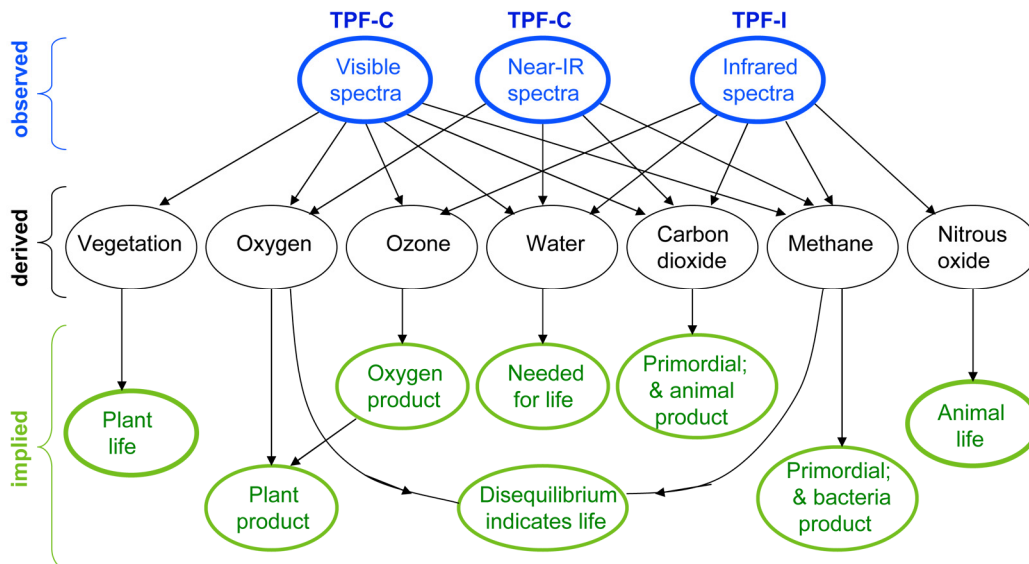 TPF-C
TPF-C
TPF-I
observed
Visible
spectra
Near-IR
spectra
Infrared
spectra
derived
Vegetation
Oxygen
Ozone
Water
Carbon
dioxide
Methane
Nitrous
oxide
implied
Oxygen
product
Needed
for life
Primordial;
& animal
product
Plant
life
Animal
life
Plant
product
Disequilibrium
indicates life
Primordial;
& bacteria
product